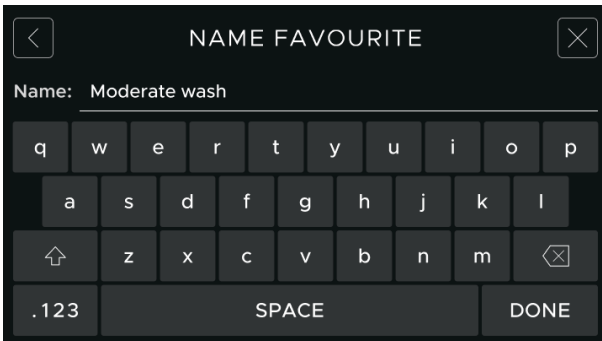 NAME FAVOURITE
Name: Moderate wash
q w e r t y u i o p
a s d f g h j k l
z x c v b n m
.123 SPACE DONE